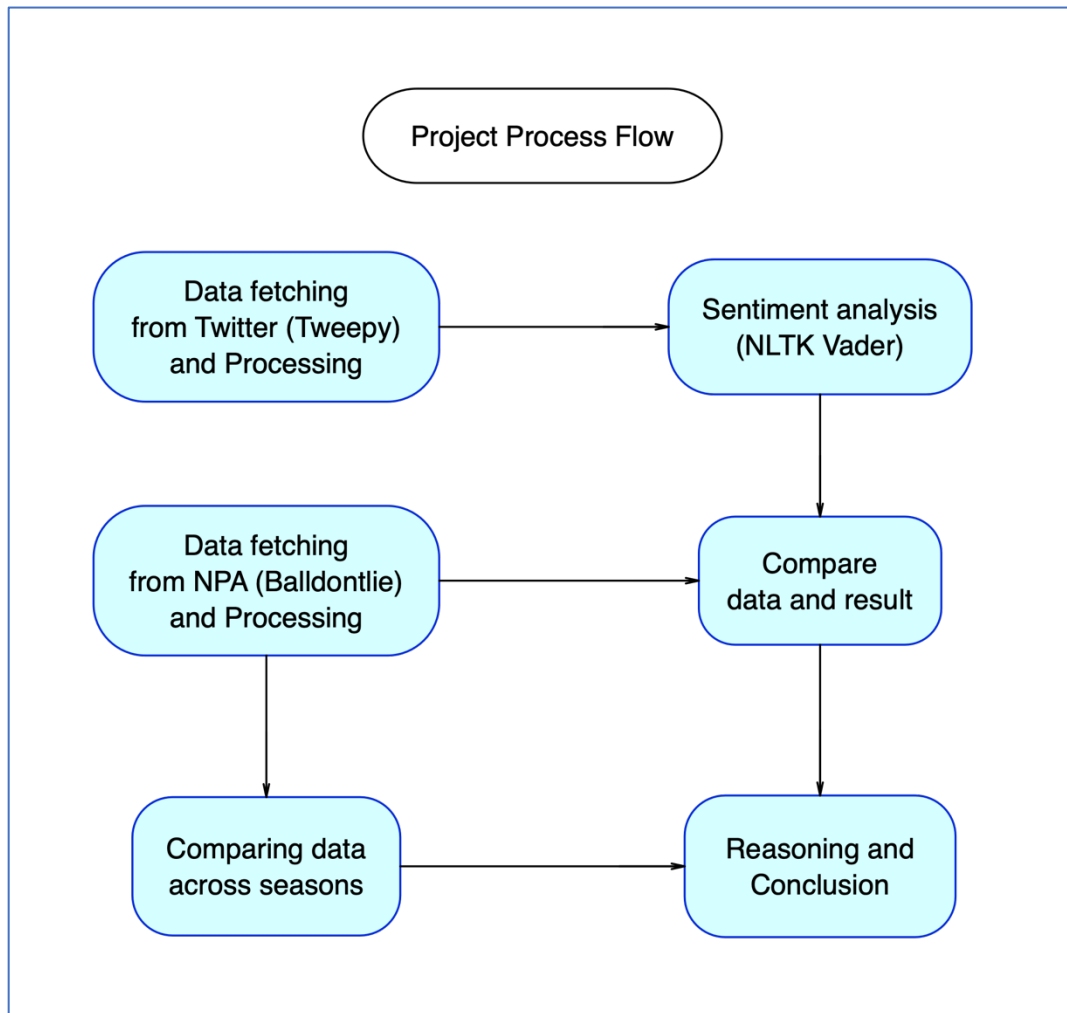 Project Process Flow
Data fetching
from Twitter (Tweepy)
and Processing
Sentiment analysis
(NLTK Vader)
Data fetching
from NPA (Balldontlie)
and Processing
Compare
data and result
Comparing data
across seasons
Reasoning and
Conclusion